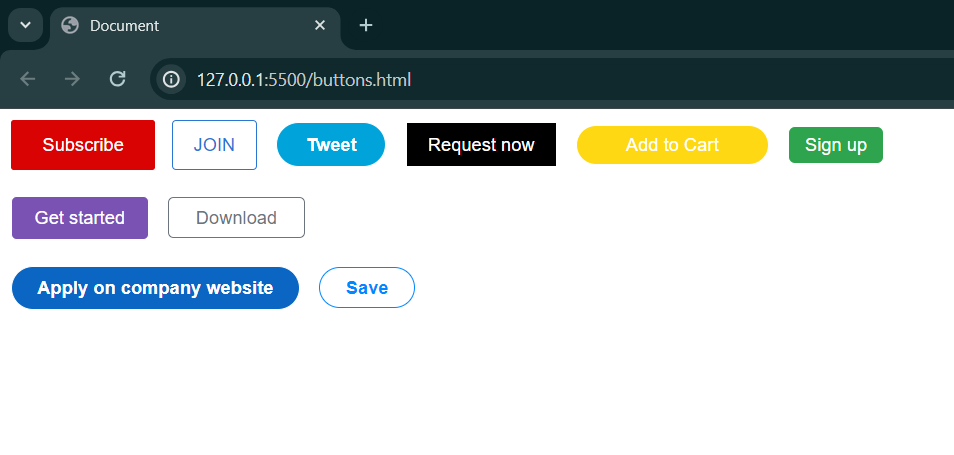 Document
127.0.0.1:5500/buttons.html
Subscribe JOIN Tweet Request now Add to Cart Sign up
Get started Download
Apply on company website Save